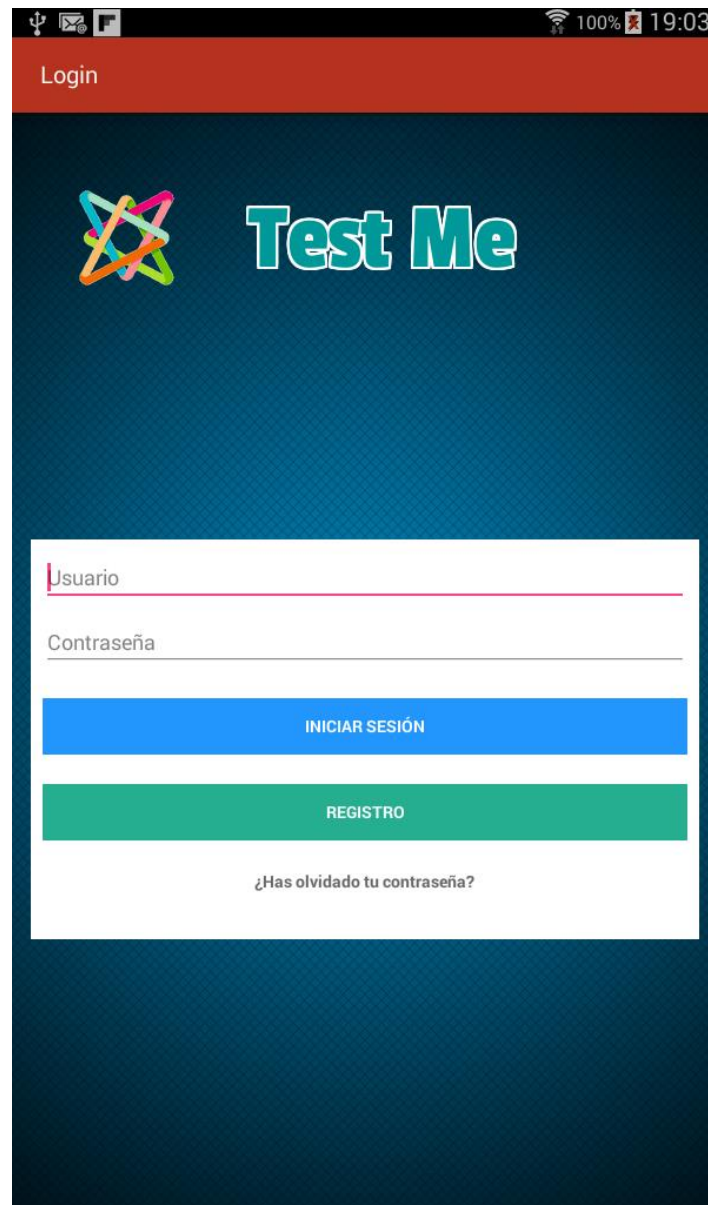 100% 19:03
Login
Test Me
Usuario
Contraseña
INICIAR SESIÓN
REGISTRO
¿Has olvidado tu contraseña?